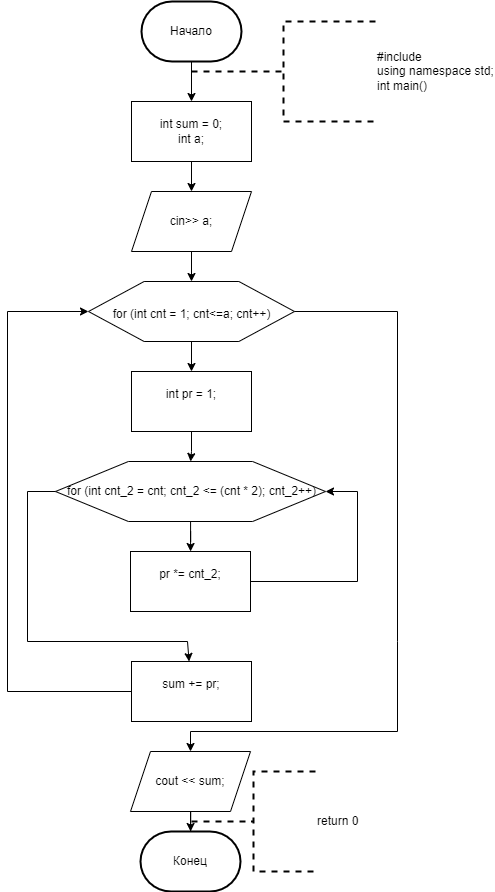 Начало
#include
using namespace std;
int main()
int sum = 0;
int a;
cin>> a;
for (int cnt = 1; cnt<=a; cnt++)
int pr = 1;
for (int cnt_2 = cnt; cnt_2 <= (cnt * 2); cnt_2++)
pr *= cnt_2;
sum += pr;
cout << sum;
return 0
Конец